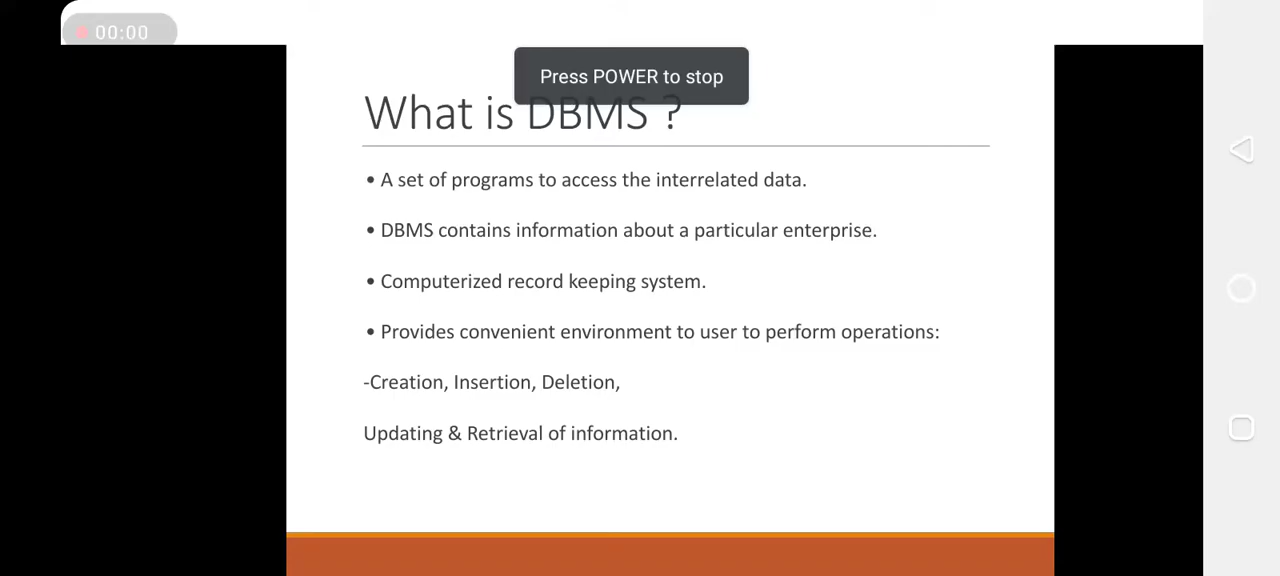 00:00
Press POWER to stop
What is DBMS ?
• A set of programs to access the interrelated data.
• DBMS contains information about a particular enterprise.
• Computerized record keeping system.
• Provides convenient environment to user to perform operations:
-Creation, Insertion, Deletion,
Updating & Retrieval of information.